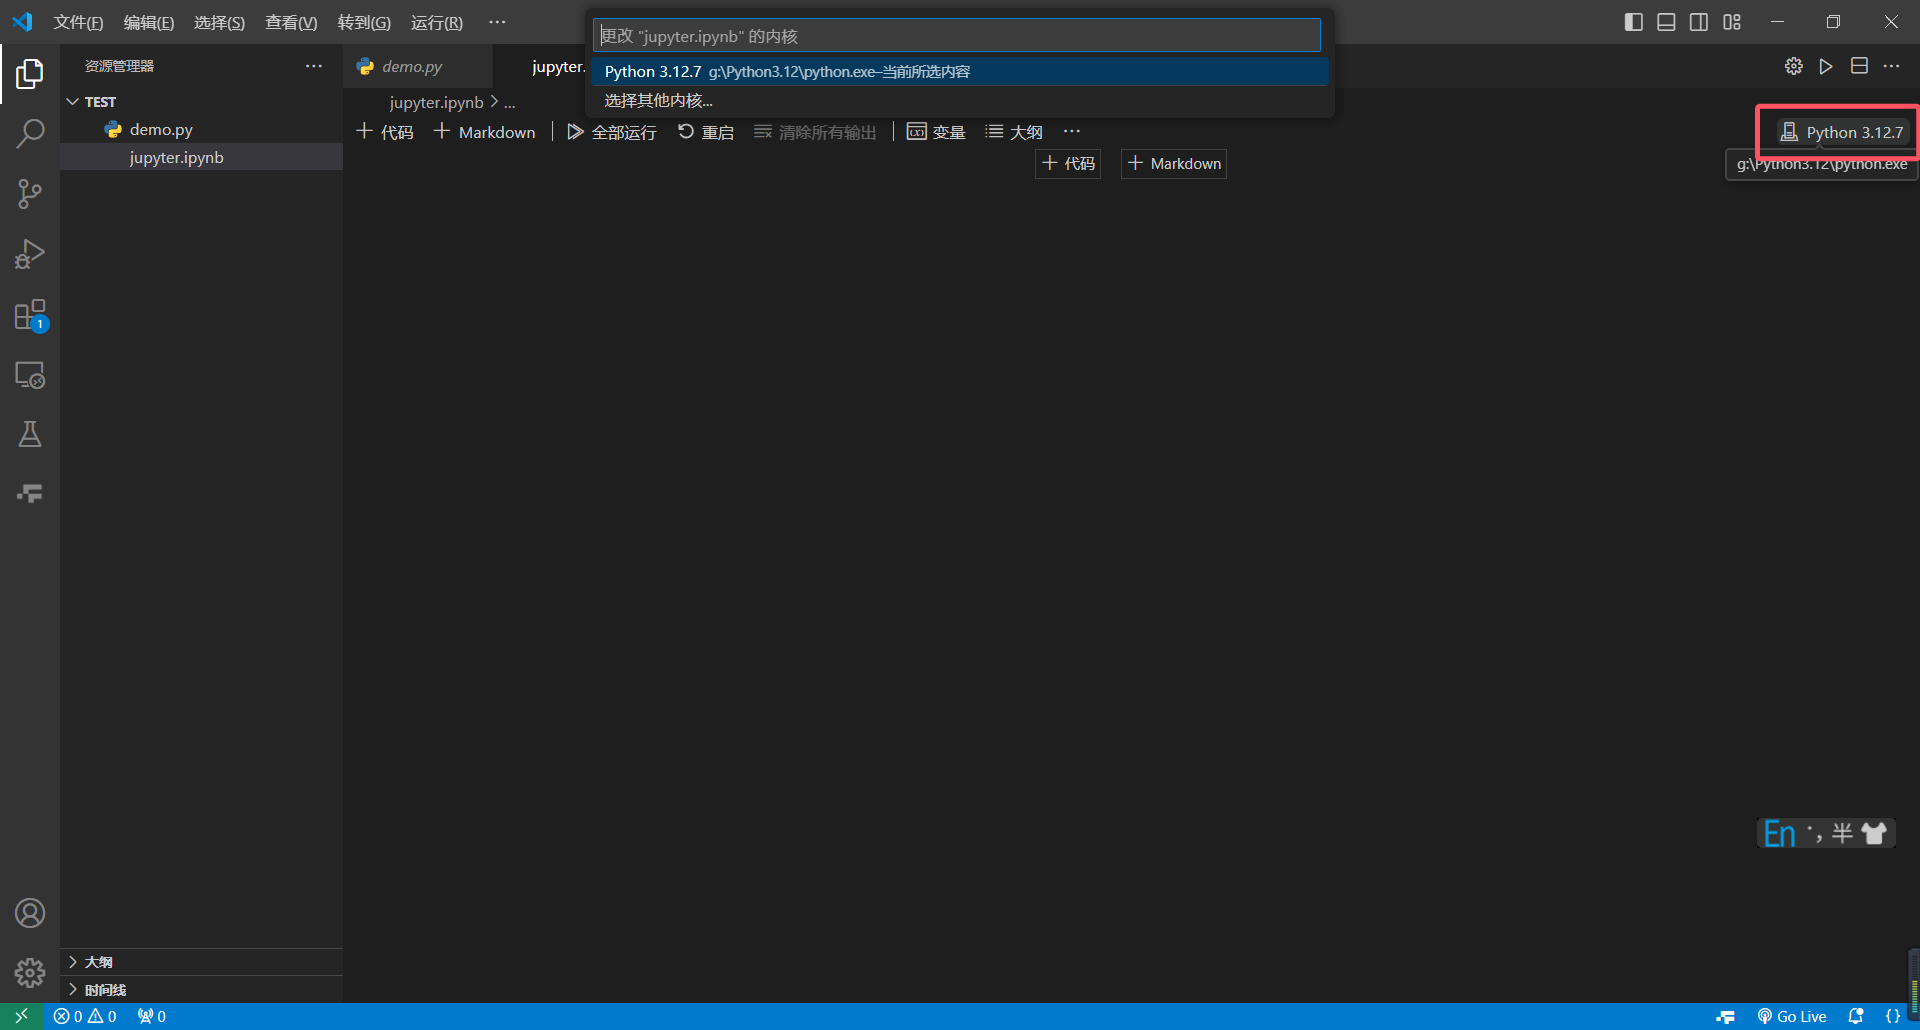 文件(F) 编辑(E) 选择(S) 查看(V) 转到(G) 运行(R) ···
更改 "jupyter.ipynb" 的内核
Python 3.12.7 g:\Python3.12\python.exe–当前所选内容
选择其他内核...
资源管理器 ···
TEST
demo.py
jupyter.ipynb
demo.py
jupyter.
jupyter.ipynb > ...
代码 Markdown 全部运行 重启 清除所有输出 变量 大纲 ···
Python 3.12.7
g:\Python3.12\python.exe
代码 Markdown
1
En ·, 半
大纲
时间线
0 0 0
Go Live {}